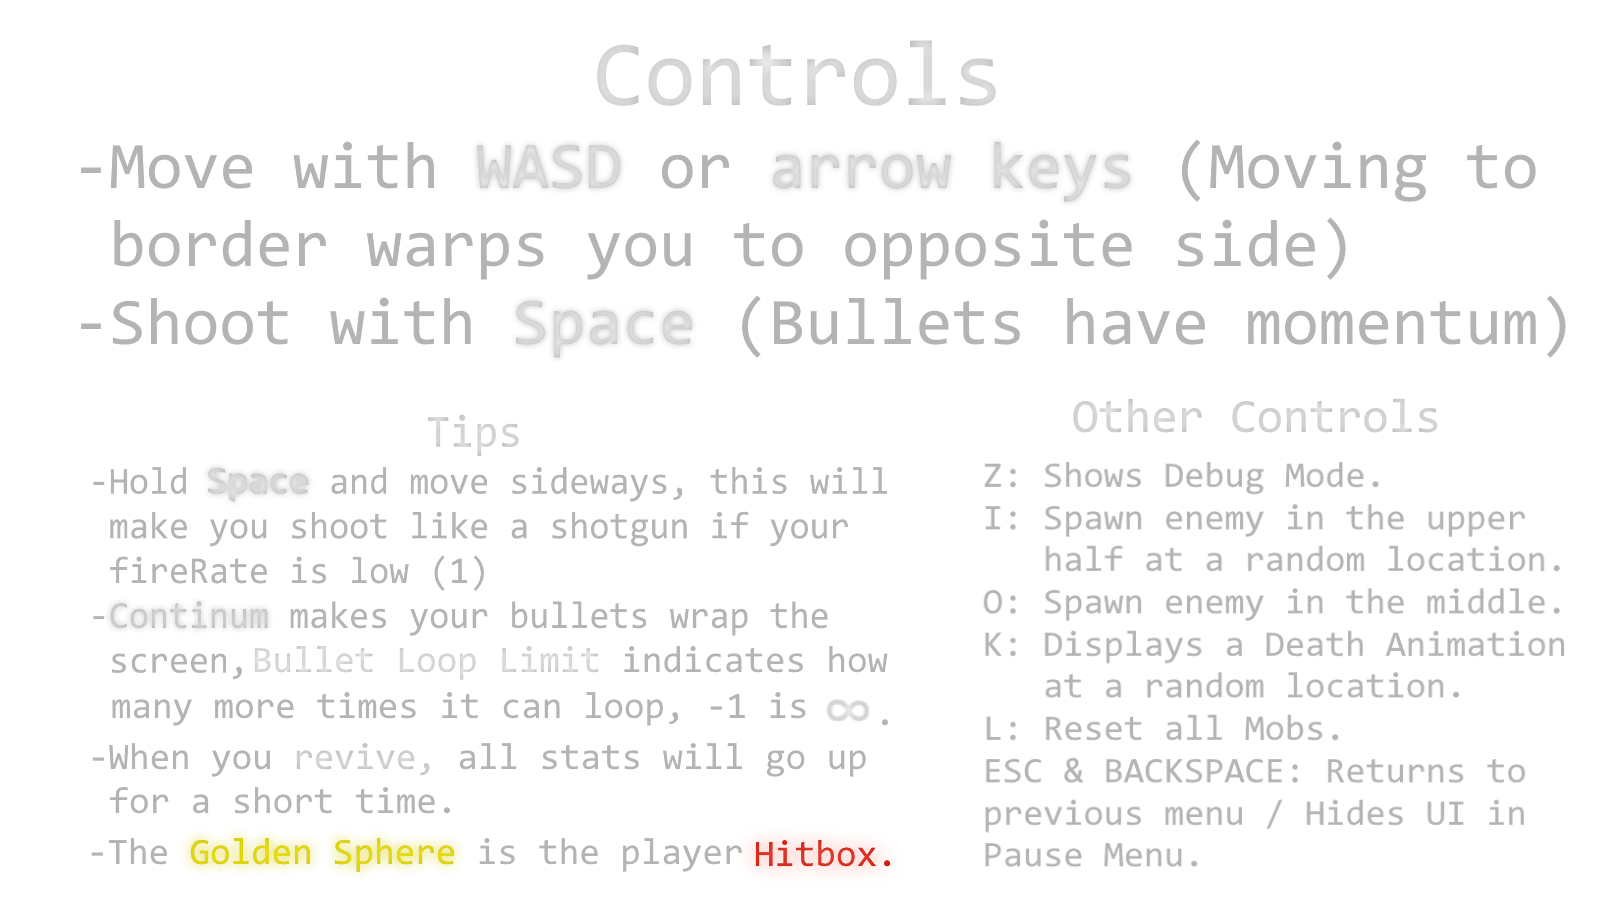 Controls
-Move with WASD or arrow keys (Moving to
border warps you to opposite side)
-Shoot with Space (Bullets have momentum)
Tips
-Hold Space and move sideways, this will
make you shoot like a shotgun if your
fireRate is low (1)
-Continum makes your bullets wrap the
screen, Bullet Loop Limit indicates how
many more times it can loop, -1 is ∞.
-When you revive, all stats will go up
for a short time.
-The Golden Sphere is the player Hitbox.
Other Controls
Z: Shows Debug Mode.
I: Spawn enemy in the upper
half at a random location.
O: Spawn enemy in the middle.
K: Displays a Death Animation
at a random location.
L: Reset all Mobs.
ESC & BACKSPACE: Returns to
previous menu / Hides UI in
Pause Menu.